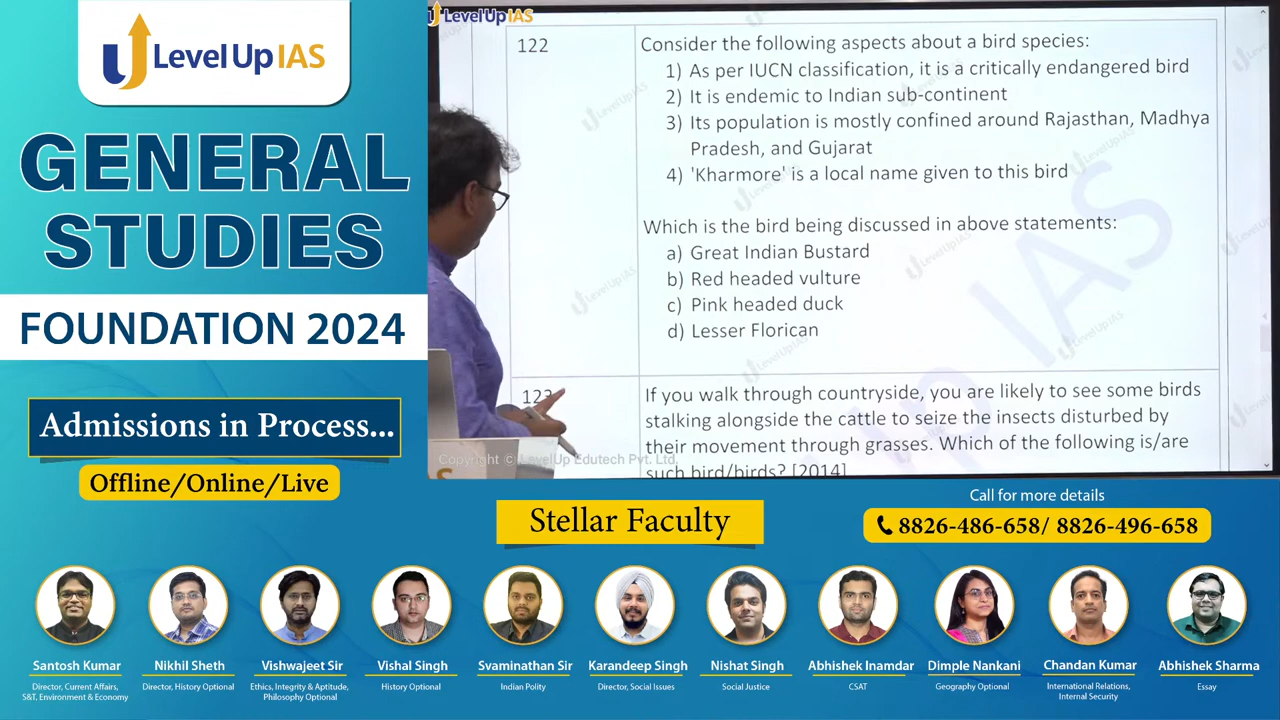 Level Up IAS
GENERAL
STUDIES
FOUNDATION 2024
Admissions in Process...
Offline/Online/Live
Level Up IAS
122
Consider the following aspects about a bird species:
1) As per IUCN classification, it is a critically endangered bird
2) It is endemic to Indian sub-continent
3) Its population is mostly confined around Rajasthan, Madhya
Pradesh, and Gujarat
4) 'Kharmore' is a local name given to this bird
Which is the bird being discussed in above statements:
a) Great Indian Bustard
b) Red headed vulture
c) Pink headed duck
d) Lesser Florican
123
If you walk through countryside, you are likely to see some birds
stalking alongside the cattle to seize the insects disturbed by
their movement through grasses. Which of the following is/are
such bird/birds? [2014]
Copyright © LevelUp Edutech Pvt. Ltd.
Stellar Faculty
Call for more details
8826-486-658/ 8826-496-658
Santosh Kumar
Director, Current Affairs,
S&T, Environment & Economy
Nikhil Sheth
Director, History Optional
Vishwajeet Sir
Ethics, Integrity & Aptitude,
Philosophy Optional
Vishal Singh
History Optional
Svaminathan Sir
Indian Polity
Karandeep Singh
Director, Social Issues
Nishat Singh
Social Justice
Abhishek Inamdar
CSAT
Dimple Nankani
Geography Optional
Chandan Kumar
International Relations,
Internal Security
Abhishek Sharma
Essay